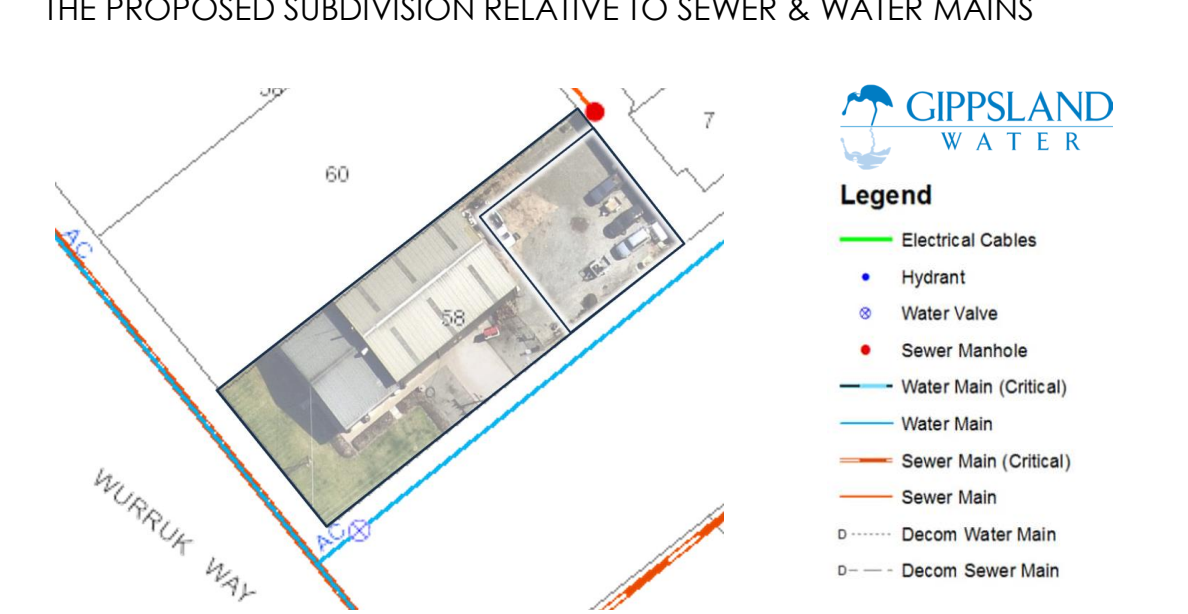 THE PROPOSED SUBDIVISION RELATIVE TO SEWER & WATER MAINS
60
7
58
AC
AC
WURRUK WAY
GIPPSLAND
WATER
Legend
Electrical Cables
Hydrant
Water Valve
Sewer Manhole
Water Main (Critical)
Water Main
Sewer Main (Critical)
Sewer Main
D Decom Water Main
D Decom Sewer Main